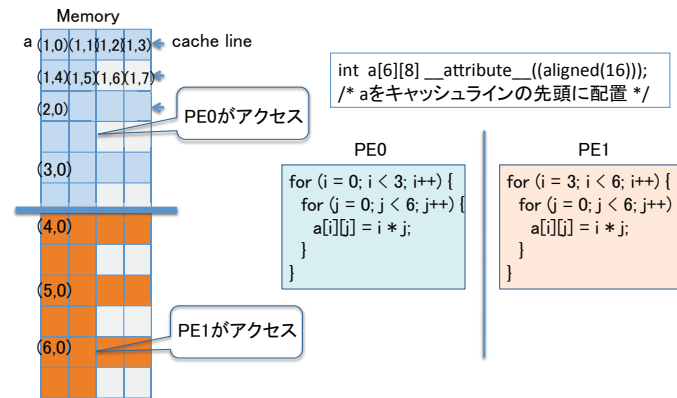 Memory
a (1,0)(1,1)(1,2)(1,3) cache line
(1,4)(1,5)(1,6)(1,7)
(2,0)
(3,0)
(4,0)
(5,0)
(6,0)
PE0がアクセス
PE1がアクセス
int a[6][8] __attribute__((aligned(16)));
/* aをキャッシュラインの先頭に配置 */
PE0
for (i = 0; i < 3; i++) {
for (j = 0; j < 6; j++) {
a[i][j] = i * j;
}
}
PE1
for (i = 3; i < 6; i++) {
for (j = 0; j < 6; j++)
a[i][j] = i * j;
}
}